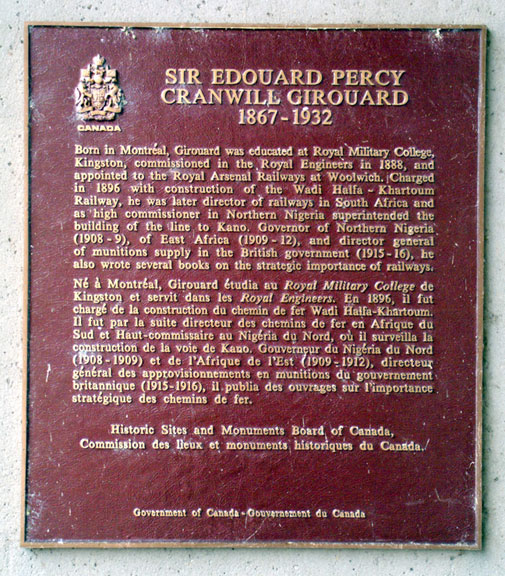 CANADA
SIR EDOUARD PERCY
CRANWILL GIROUARD
1867-1932
Born in Montréal, Girouard was educated at Royal Military College,
Kingston, commissioned in the Royal Engineers in 1888, and
appointed to the Royal Arsenal Railways at Woolwich. Charged
in 1896 with construction of the Wadi Halfa - Khartoum
Railway, he was later director of railways in South Africa and
as high commissioner in Northern Nigeria superintended the
building of the line to Kano. Governor of Northern Nigeria
(1908-9), of East Africa (1909-12), and director general
of munitions supply in the British government (1915-16), he
also wrote several books on the strategic importance of railways.
Né à Montréal, Girouard étudia au Royal Military College de
Kingston et servit dans les Royal Engineers. En 1896, il fut
chargé de la construction du chemin de fer Wadi Halfa-Khartoum.
Il fut par la suite directeur des chemins de fer en Afrique du
Sud et Haut-commissaire au Nigéria du Nord, où il surveilla la
construction de la voie de Kano. Gouverneur du Nigéria du Nord
(1908-1909) et de l'Afrique de l'Est (1909-1912), directeur
général des approvisionnements en munitions du gouvernement
britannique (1915-1916), il publia des ouvrages sur l'importance
stratégique des chemins de fer.
Historic Sites and Monuments Board of Canada,
Commission des lieux et monuments historiques du Canada.
Government of Canada - Gouvernement du Canada